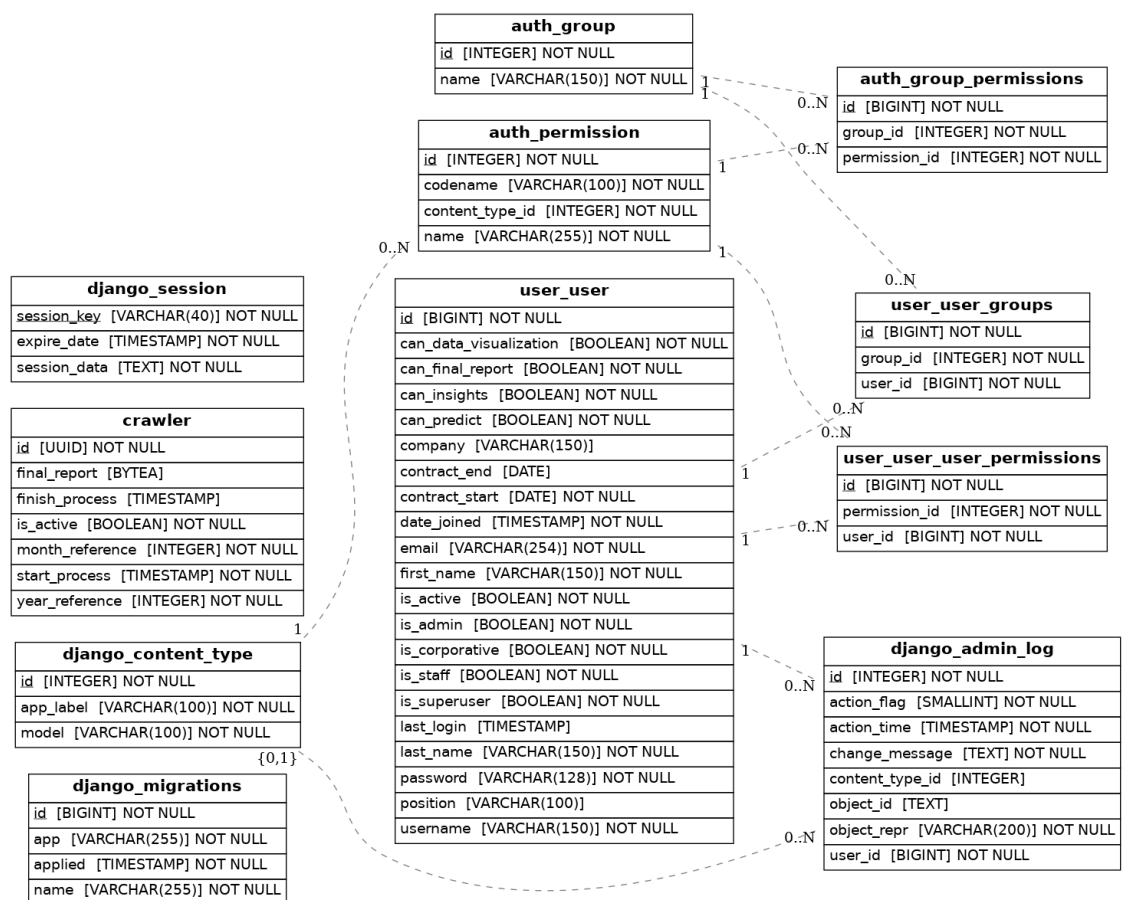 auth_group
id [INTEGER] NOT NULL
name [VARCHAR(150)] NOT NULL
1
1
0..N
auth_group_permissions
id [BIGINT] NOT NULL
group_id [INTEGER] NOT NULL
permission_id [INTEGER] NOT NULL
auth_permission
id [INTEGER] NOT NULL
codename [VARCHAR(100)] NOT NULL
content_type_id [INTEGER] NOT NULL
name [VARCHAR(255)] NOT NULL
0..N
1
0..N
1
django_session
session_key [VARCHAR(40)] NOT NULL
expire_date [TIMESTAMP] NOT NULL
session_data [TEXT] NOT NULL
crawler
id [UUID] NOT NULL
final_report [BYTEA]
finish_process [TIMESTAMP]
is_active [BOOLEAN] NOT NULL
month_reference [INTEGER] NOT NULL
start_process [TIMESTAMP] NOT NULL
year_reference [INTEGER] NOT NULL
1
django_content_type
id [INTEGER] NOT NULL
app_label [VARCHAR(100)] NOT NULL
model [VARCHAR(100)] NOT NULL
{0,1}
django_migrations
id [BIGINT] NOT NULL
app [VARCHAR(255)] NOT NULL
applied [TIMESTAMP] NOT NULL
name [VARCHAR(255)] NOT NULL
user_user
id [BIGINT] NOT NULL
can_data_visualization [BOOLEAN] NOT NULL
can_final_report [BOOLEAN] NOT NULL
can_insights [BOOLEAN] NOT NULL
can_predict [BOOLEAN] NOT NULL
company [VARCHAR(150)]
contract_end [DATE]
contract_start [DATE] NOT NULL
date_joined [TIMESTAMP] NOT NULL
email [VARCHAR(254)] NOT NULL
first_name [VARCHAR(150)] NOT NULL
is_active [BOOLEAN] NOT NULL
is_admin [BOOLEAN] NOT NULL
is_corporative [BOOLEAN] NOT NULL
is_staff [BOOLEAN] NOT NULL
is_superuser [BOOLEAN] NOT NULL
last_login [TIMESTAMP]
last_name [VARCHAR(150)] NOT NULL
password [VARCHAR(128)] NOT NULL
position [VARCHAR(100)]
username [VARCHAR(150)] NOT NULL
0..N
user_user_groups
id [BIGINT] NOT NULL
group_id [INTEGER] NOT NULL
user_id [BIGINT] NOT NULL
0..N
0..N
1
user_user_user_permissions
id [BIGINT] NOT NULL
permission_id [INTEGER] NOT NULL
user_id [BIGINT] NOT NULL
0..N
1
1
0..N
django_admin_log
id [INTEGER] NOT NULL
action_flag [SMALLINT] NOT NULL
action_time [TIMESTAMP] NOT NULL
change_message [TEXT] NOT NULL
content_type_id [INTEGER]
object_id [TEXT]
object_repr [VARCHAR(200)] NOT NULL
user_id [BIGINT] NOT NULL
0..N